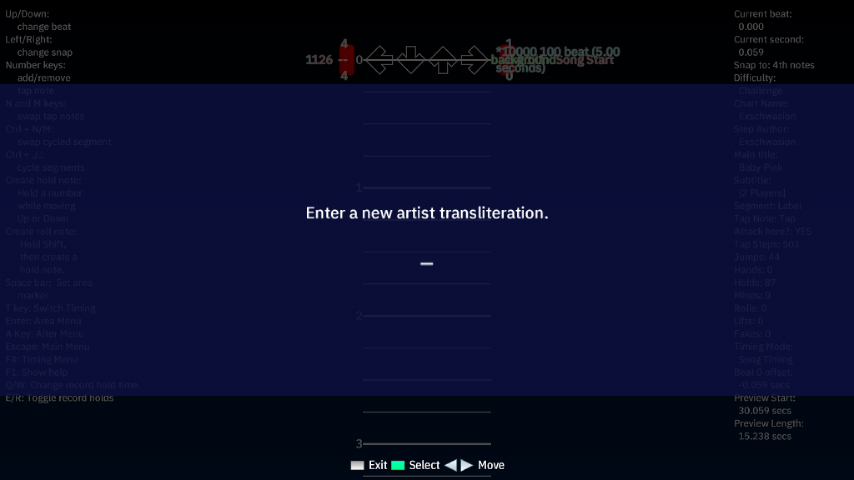 Up/Down:
change beat
Left/Right:
change snap
Number keys:
add/remove
tap note
N and M keys:
swap tap notes
Ctrl + N/M:
swap cycled segment
cycle segments
Create hold note:
Hold a number
while moving
Up or Down
Create roll note:
Hold Shift,
then create a
hold note.
Space bar: Set area
marker
T key: Switch Timing
Enter: Area Menu
A Key: Alter Menu
Escape: Main Menu
F4: Timing Menu
F1: Show help
Q/W: Change record hold time
E/R: Toggle record holds
4
1126 -- 0
4
1
*10000 100 beat (5.00
Song Start
seconds)
0
1
Enter a new artist transliteration.
2
3
Exit Select Move
Current beat:
0.000
Current second:
0.059
Snap to: 4th notes
Difficulty:
Challenge
Chart Name:
Exschwasion
Step Author:
Exschwasion
Main title:
Baby Pink
Subtitle:
[2 Players]
Segment: Label
Tap Note: Tap
Attack here?: YES
Tap Steps: 503
Jumps: 44
Hands: 0
Holds: 87
Mines: 9
Rolls: 0
Lifts: 0
Fakes: 0
Timing Mode:
Song Timing
Beat 0 offset:
-0.059 secs
Preview Start:
30.059 secs
Preview Length:
15.238 secs